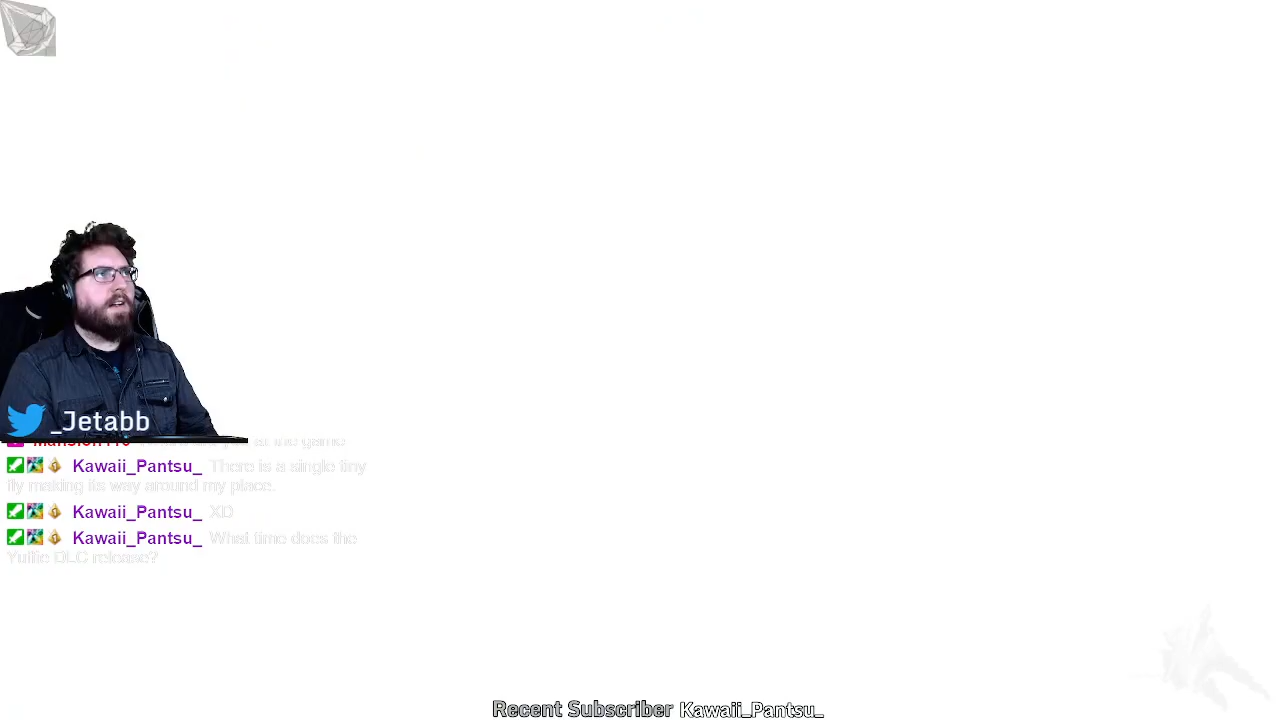 _Jetabb
game
Kawaii_Pantsu_ There is a single tiny
fly making its way around my place.
Kawaii_Pantsu_ XD
Kawaii_Pantsu_ What time does the
Yuffie DLC release?
Recent Subscriber Kawaii_Pantsu_